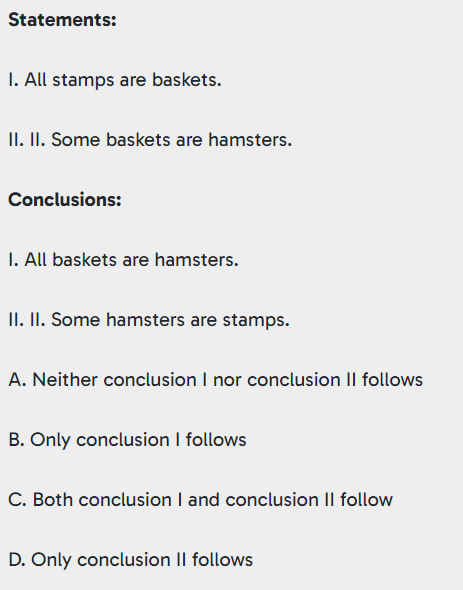 Statements:
I. All stamps are baskets.
II. II. Some baskets are hamsters.
Conclusions:
I. All baskets are hamsters.
II. II. Some hamsters are stamps.
A. Neither conclusion I nor conclusion II follows
B. Only conclusion I follows
C. Both conclusion I and conclusion II follow
D. Only conclusion II follows